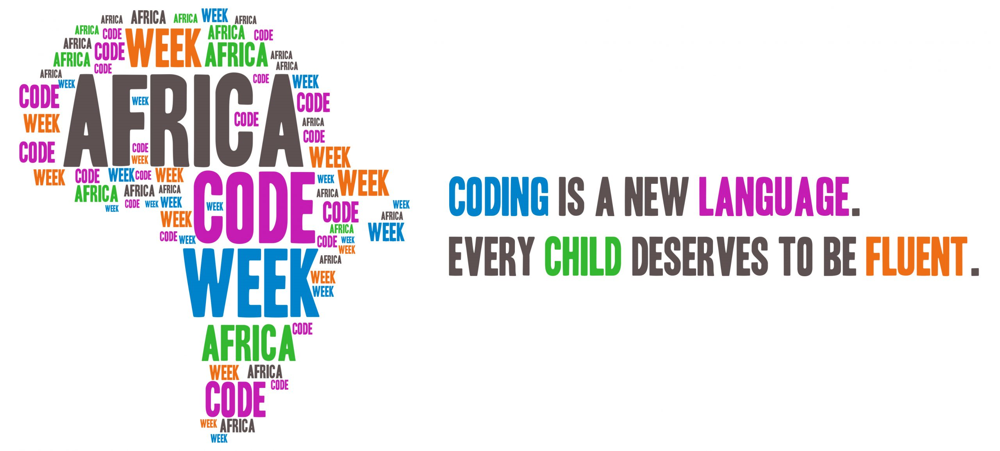 AFRICA AFRICA AFRICA WEEK AFRICA
AFRICA CODE WEEK AFRICA CODE
AFRICA CODE AFRICA AFRICA
AFRICA CODE AFRICA
AFRICA WEEK AFRICA CODE WEEK
CODE WEEK CODE
WEEK CODE AFRICA
CODE CODE CODE
WEEK WEEK
WEEK CODE WEEK CODE WEEK CODE WEEK WEEK
AFRICA AFRICA AFRICA AFRICA
WEEK CODE WEEK WEEK WEEK CODE WEEK
WEEK AFRICA
CODE WEEK AFRICA WEEK
CODE WEEK
WEEK
WEEK AFRICA
WEEK
WEEK
AFRICA CODE
WEEK AFRICA
CODE CODE
WEEK AFRICA
WEEK
CODING IS A NEW LANGUAGE.
EVERY CHILD DESERVES TO BE FLUENT.